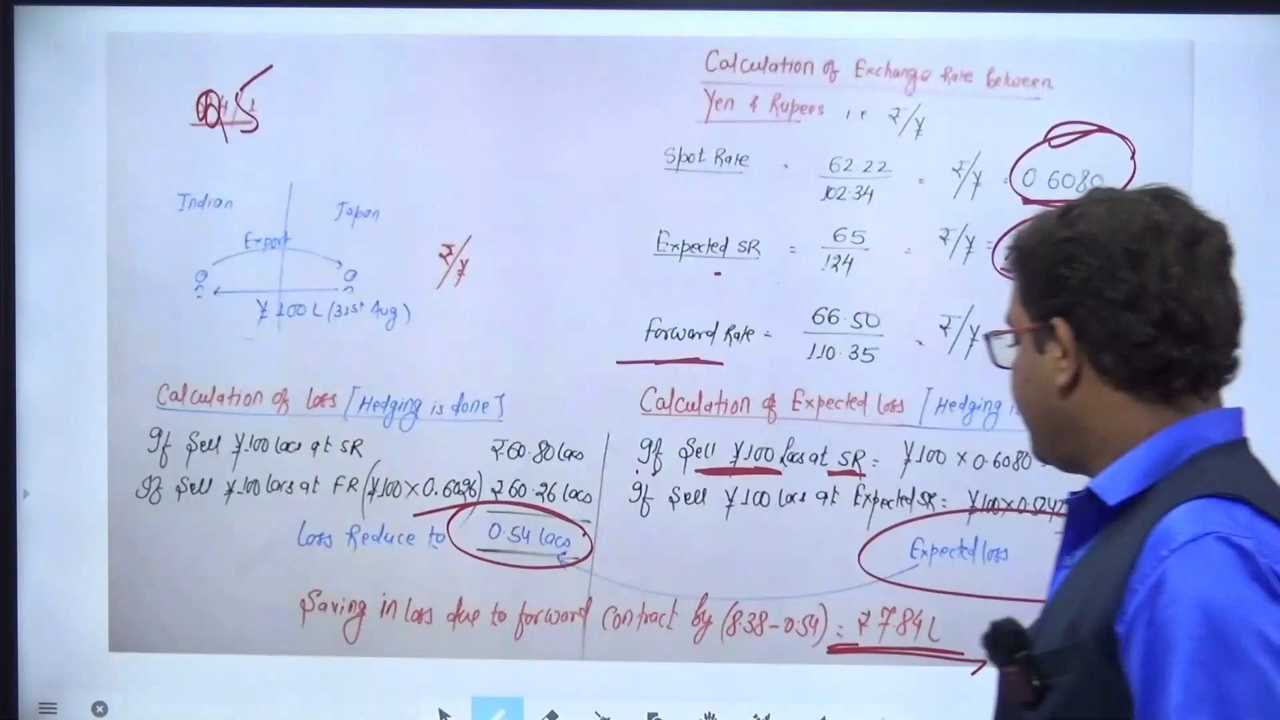 Calculation of Exchange Rate between
Yen & Rupees i.e ₹/¥
Spot Rate = 62.22 / 102.34 = ₹/¥ = 0.6080
Expected SR = 65 / 124 = ₹/¥ =
Forward Rate = 66.50 / 110.35 = ₹/¥
Indian Japan
Export
¥ 100 L (31st Aug)
₹/¥
Calculation of loss [Hedging is done]
If Sell ¥100 lacs at SR ₹60.80 lacs
If Sell ¥100 lacs at FR (¥100 × 0.6026) ₹60.26 lacs
Loss Reduce to 0.54 lacs
Calculation of Expected loss [Hedging
If Sell ¥100 lacs at SR = ¥100 × 0.6080
If Sell ¥100 lacs at Expected SR = ¥100×0.524
Expected loss
Saving in loss due to forward contract by (8.38-0.54) = ₹7.84 L